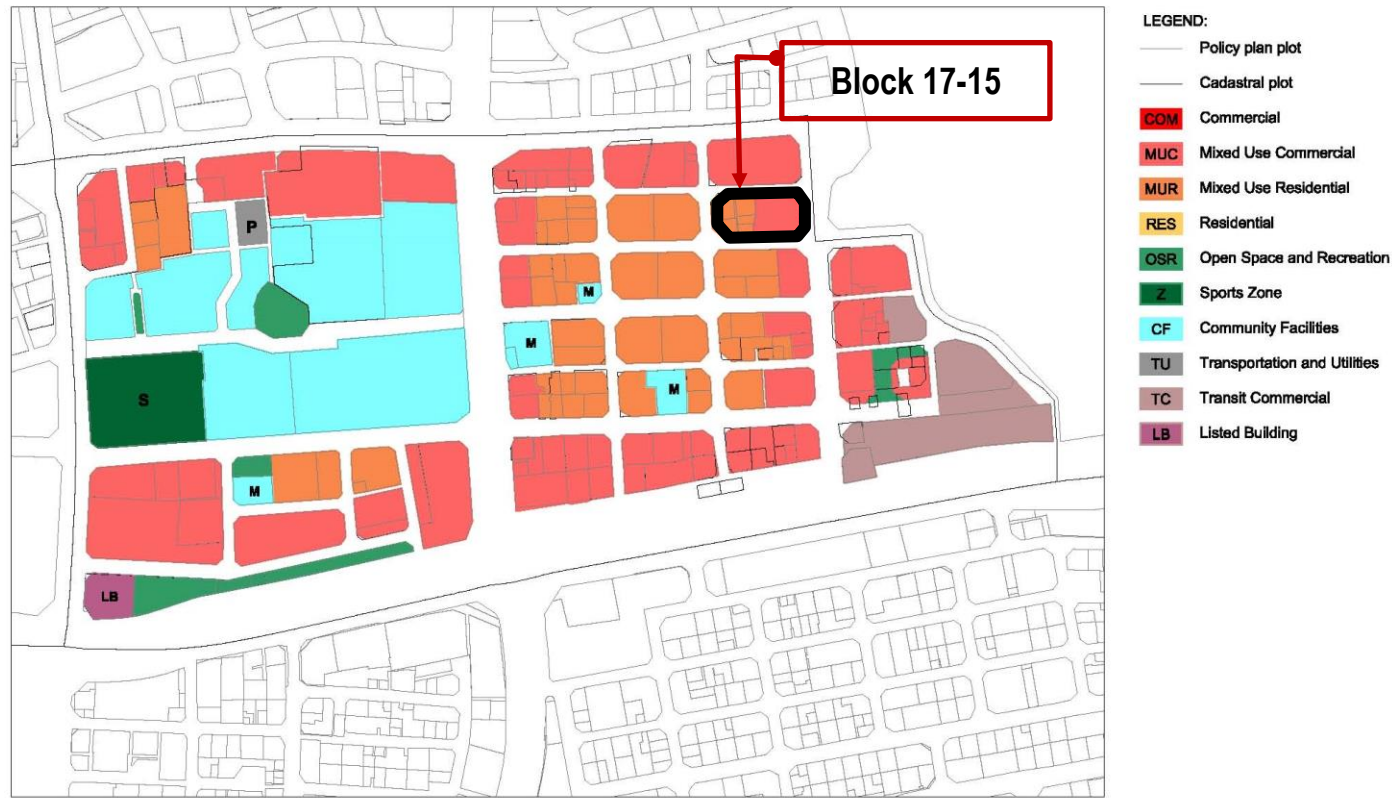 Block 17-15
P
M
M
M
S
M
LB
LEGEND:
Policy plan plot
Cadastral plot
COM Commercial
MUC Mixed Use Commercial
MUR Mixed Use Residential
RES Residential
OSR Open Space and Recreation
Z Sports Zone
CF Community Facilities
TU Transportation and Utilities
TC Transit Commercial
LB Listed Building